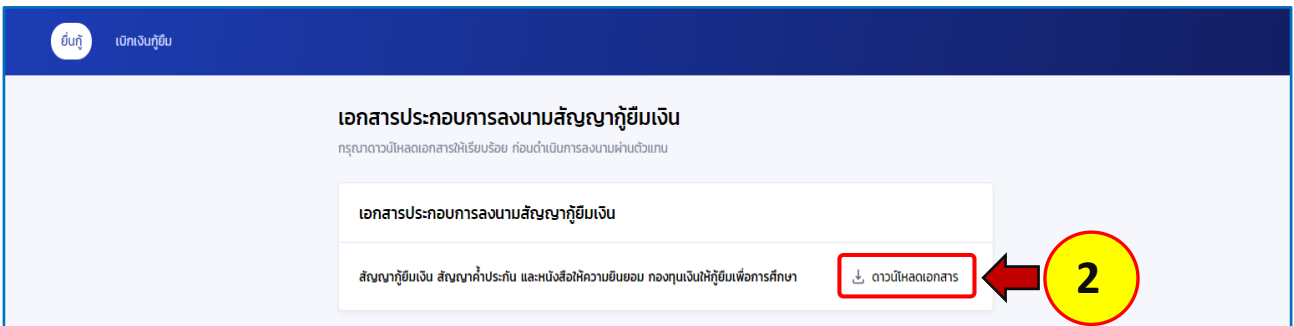 ยื่นกู้ เบิกเงินกู้ยืม
เอกสารประกอบการลงนามสัญญากู้ยืมเงิน
กรุณาดาวน์โหลดเอกสารให้เรียบร้อย ก่อนดำเนินการลงนามผ่านตัวแทน
เอกสารประกอบการลงนามสัญญากู้ยืมเงิน
สัญญากู้ยืมเงิน สัญญาค้ำประกัน และหนังสือให้ความยินยอม กองทุนเงินให้กู้ยืมเพื่อการศึกษา ดาวน์โหลดเอกสาร 2